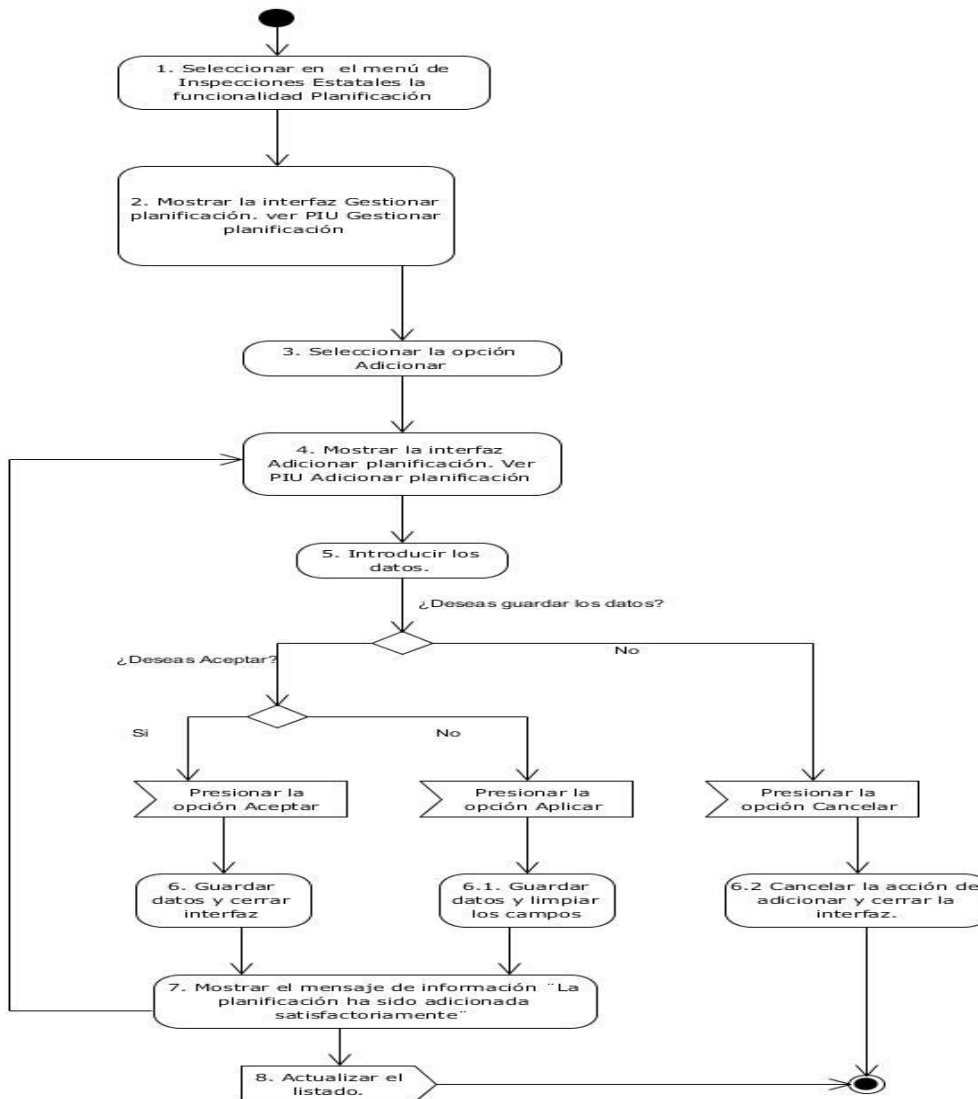 1. Seleccionar en el menú de
Inspecciones Estatales la
funcionalidad Planificación
2. Mostrar la interfaz Gestionar
planificación. ver PIU Gestionar
planificación
3. Seleccionar la opción
Adicionar
4. Mostrar la interfaz
Adicionar planificación. Ver
PIU Adicionar planificación
5. Introducir los
datos.
¿Deseas guardar los datos?
¿Deseas Aceptar?
No
Si
No
Presionar la
opción Aceptar
Presionar la
opción Aplicar
Presionar la
opción Cancelar
6. Guardar
datos y cerrar
interfaz
6.1. Guardar
datos y limpiar
los campos
6.2 Cancelar la acción de
adicionar y cerrar la
interfaz.
7. Mostrar el mensaje de información ¨La
planificación ha sido adicionada
satisfactoriamente¨
8. Actualizar el
listado.